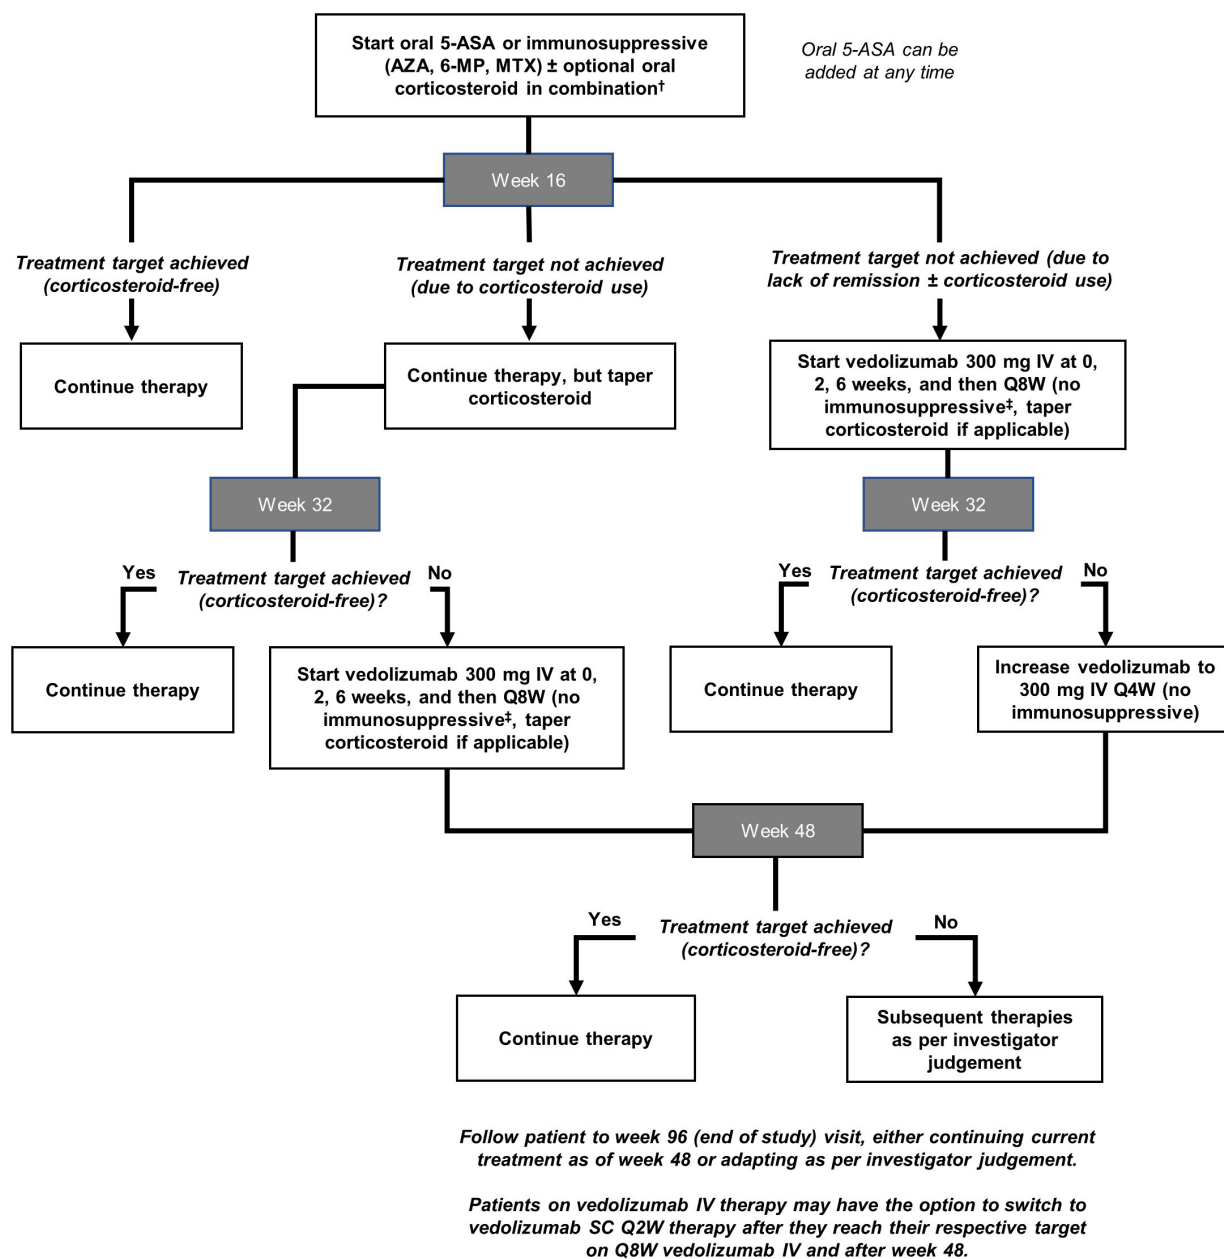 Start oral 5-ASA or immunosuppressive
(AZA, 6-MP, MTX) ± optional oral
corticosteroid in combination†
Oral 5-ASA can be
added at any time
Week 16
Treatment target achieved
(corticosteroid-free)
Treatment target not achieved
(due to corticosteroid use)
Treatment target not achieved (due to
lack of remission ± corticosteroid use)
Continue therapy
Continue therapy, but taper
corticosteroid
Start vedolizumab 300 mg IV at 0,
2, 6 weeks, and then Q8W (no
immunosuppressive‡, taper
corticosteroid if applicable)
Week 32
Week 32
Yes
Treatment target achieved
(corticosteroid-free)?
No
Yes
Treatment target achieved
(corticosteroid-free)?
No
Continue therapy
Start vedolizumab 300 mg IV at 0,
2, 6 weeks, and then Q8W (no
immunosuppressive‡, taper
corticosteroid if applicable)
Continue therapy
Increase vedolizumab to
300 mg IV Q4W (no
immunosuppressive)
Week 48
Yes
Treatment target achieved
(corticosteroid-free)?
No
Continue therapy
Subsequent therapies
as per investigator
judgement
Follow patient to week 96 (end of study) visit, either continuing current
treatment as of week 48 or adapting as per investigator judgement.
Patients on vedolizumab IV therapy may have the option to switch to
vedolizumab SC Q2W therapy after they reach their respective target
on Q8W vedolizumab IV and after week 48.